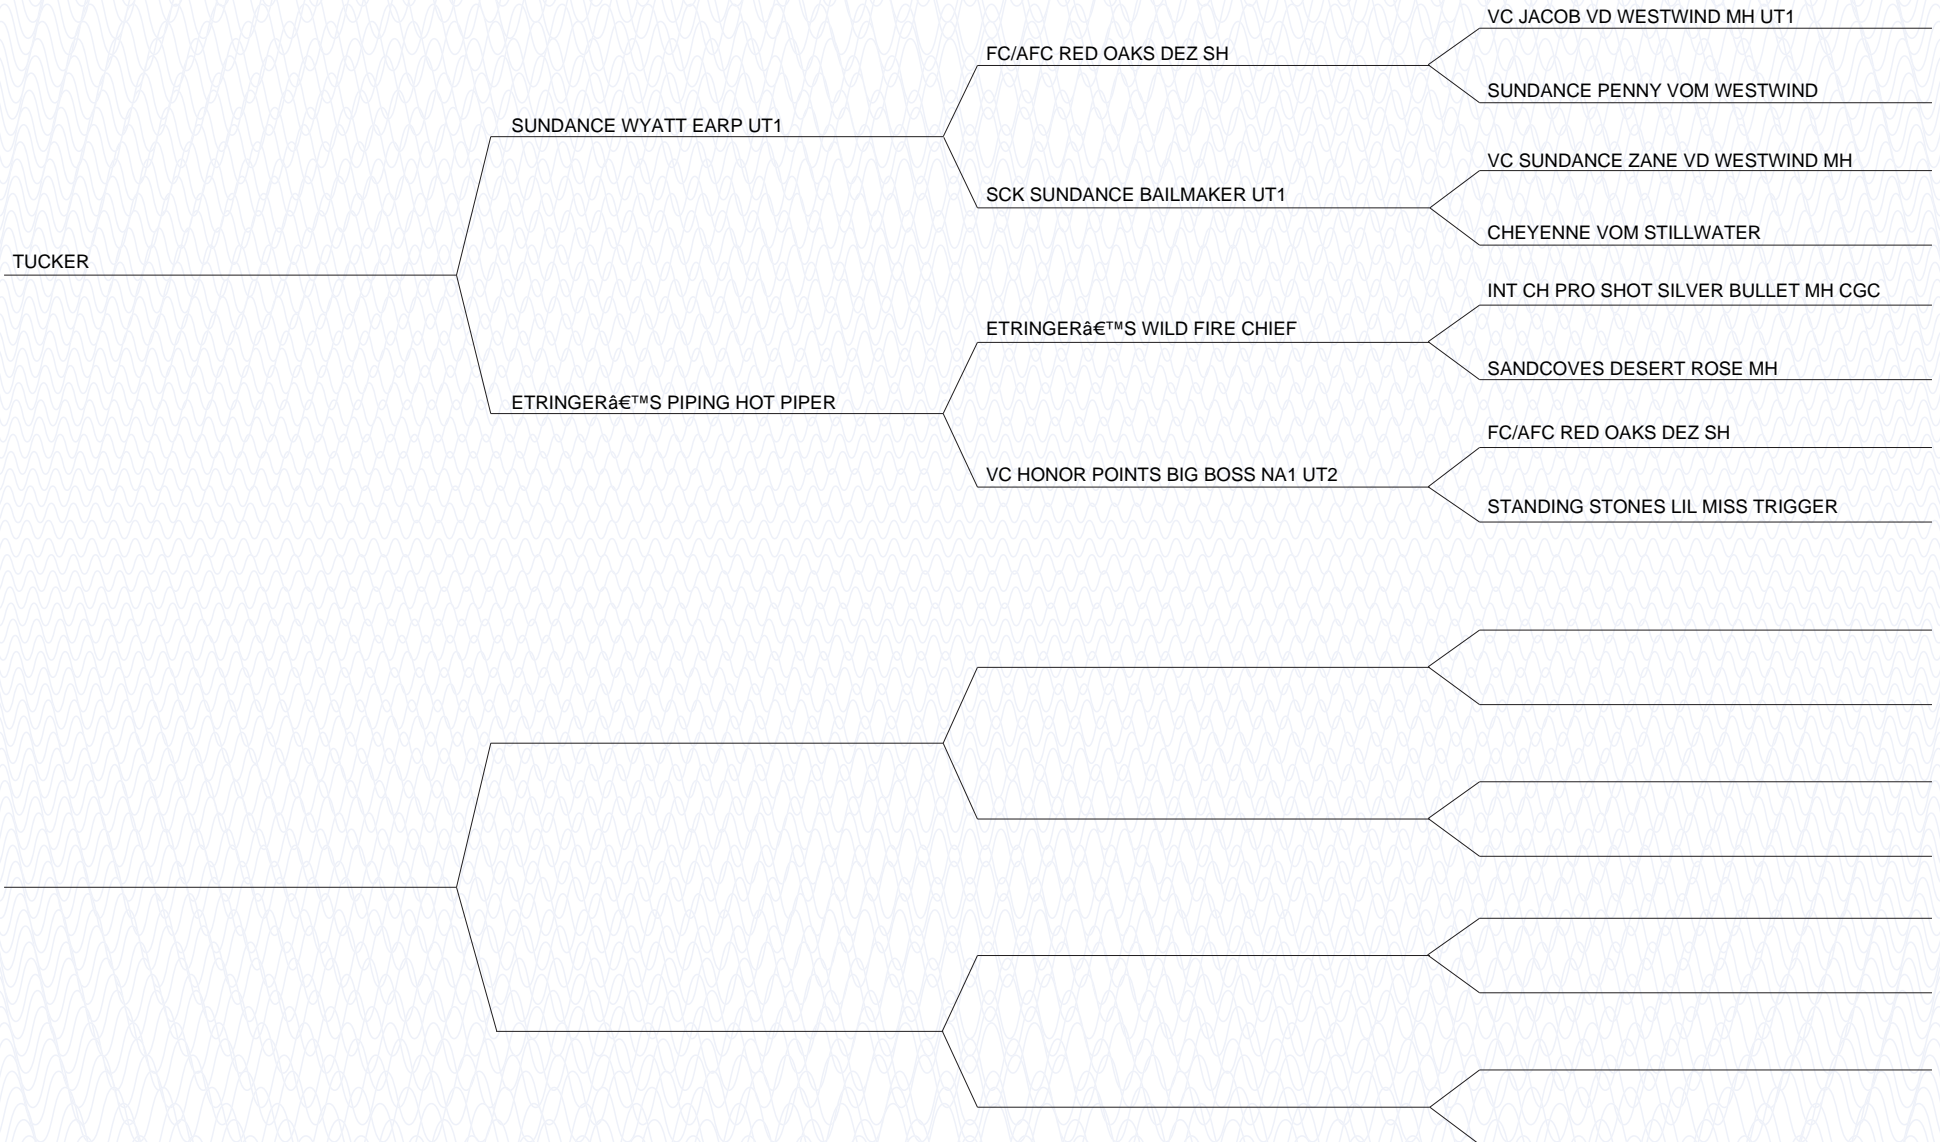 VC JACOB VD WESTWIND MH UT1
FC/AFC RED OAKS DEZ SH
SUNDANCE PENNY VOM WESTWIND
SUNDANCE WYATT EARP UT1
VC SUNDANCE ZANE VD WESTWIND MH
SCK SUNDANCE BAILMAKER UT1
CHEYENNE VOM STILLWATER
TUCKER
INT CH PRO SHOT SILVER BULLET MH CGC
ETRINGERâ€™S WILD FIRE CHIEF
SANDCOVES DESERT ROSE MH
ETRINGERâ€™S PIPING HOT PIPER
FC/AFC RED OAKS DEZ SH
VC HONOR POINTS BIG BOSS NA1 UT2
STANDING STONES LIL MISS TRIGGER